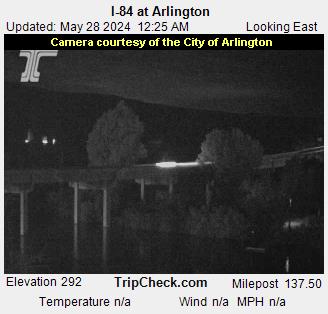 I-84 at Arlington
Updated: May 28 2024 12:25 AM Looking East
Camera courtesy of the City of Arlington
Elevation 292 TripCheck.com Milepost 137.50
Temperature n/a Wind n/a MPH n/a